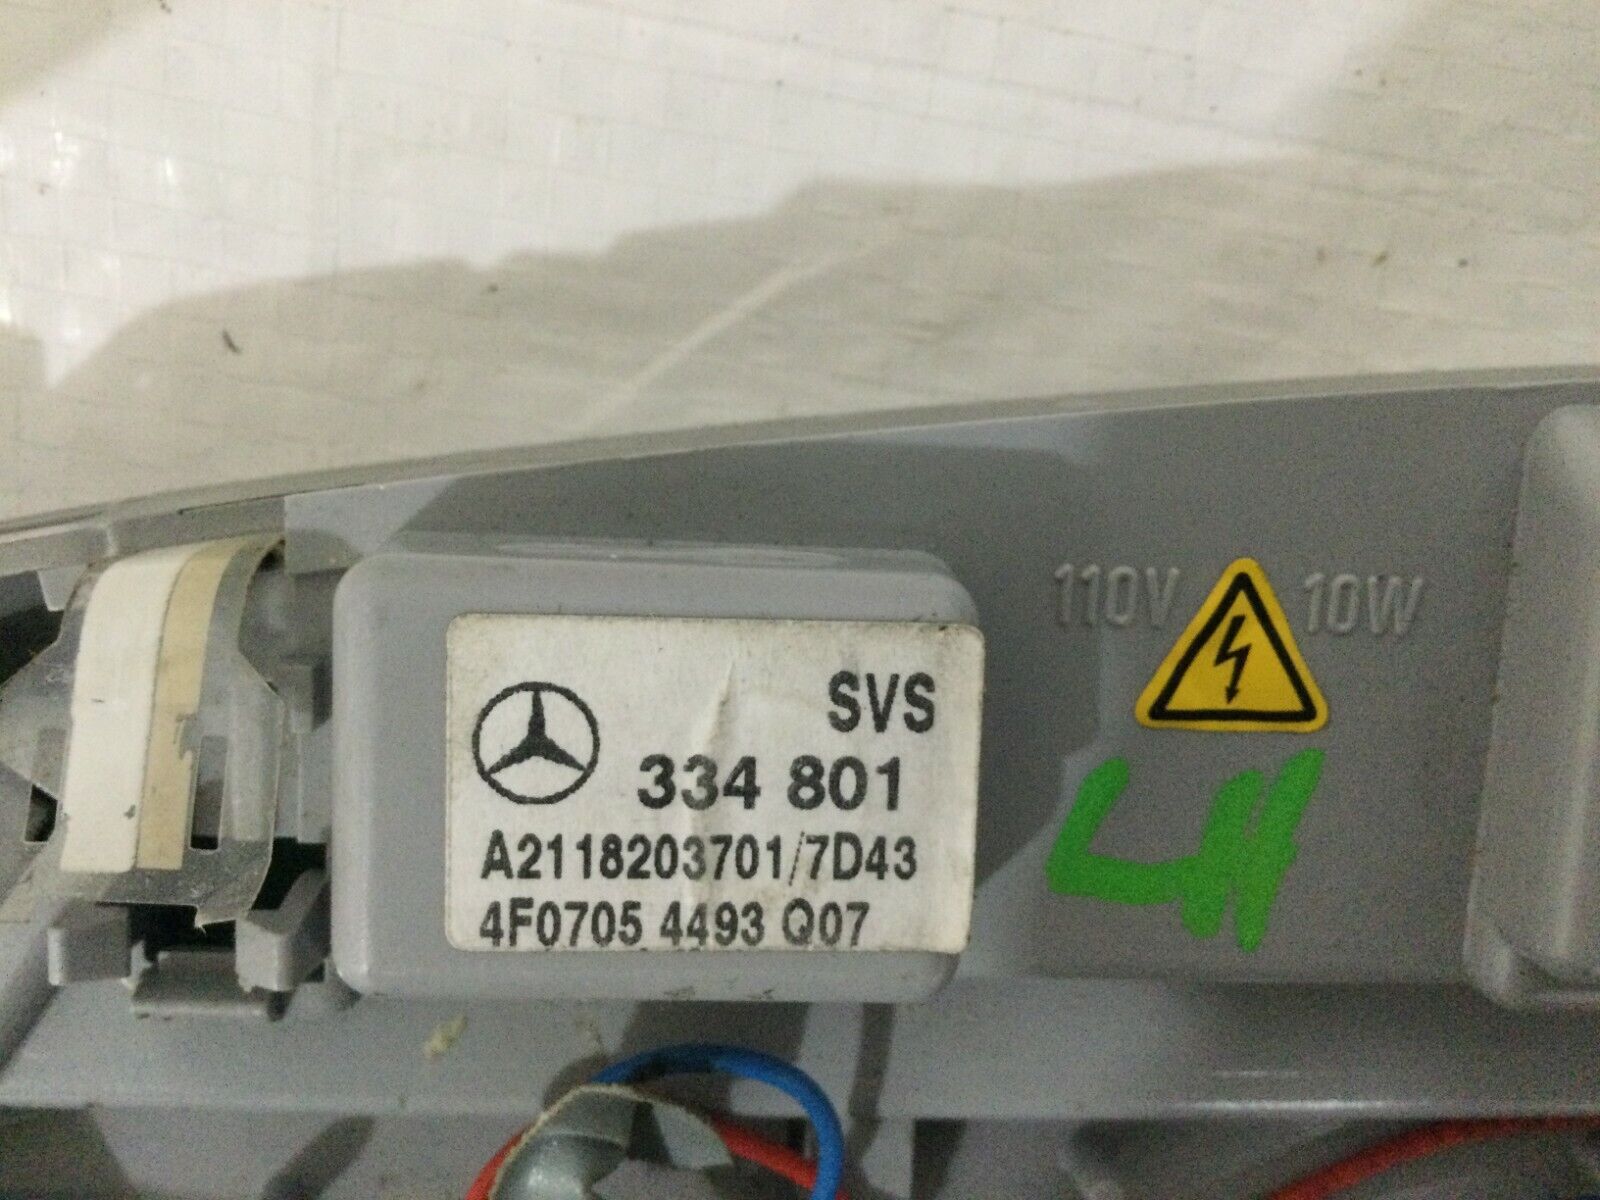 SVS
334 801
A2118203701/7D43
4F0705 4493 Q07
110V 10W
LH